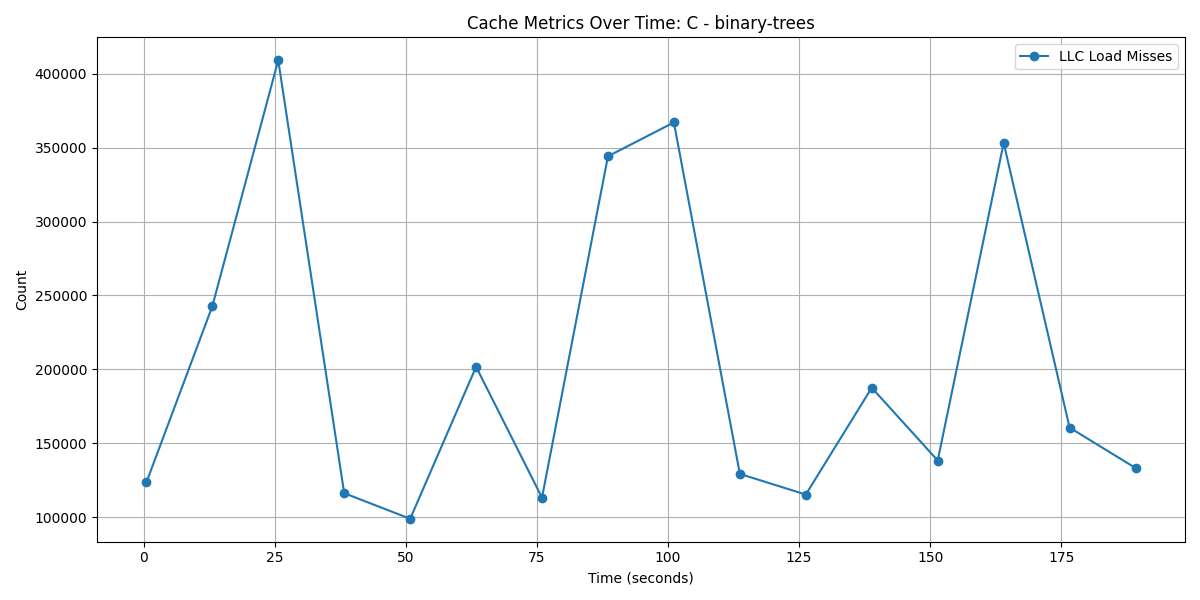 Cache Metrics Over Time: C - binary-trees
LLC Load Misses
400000
350000
300000
250000
200000
150000
100000
Count
0 25 50 75 100 125 150 175
Time (seconds)